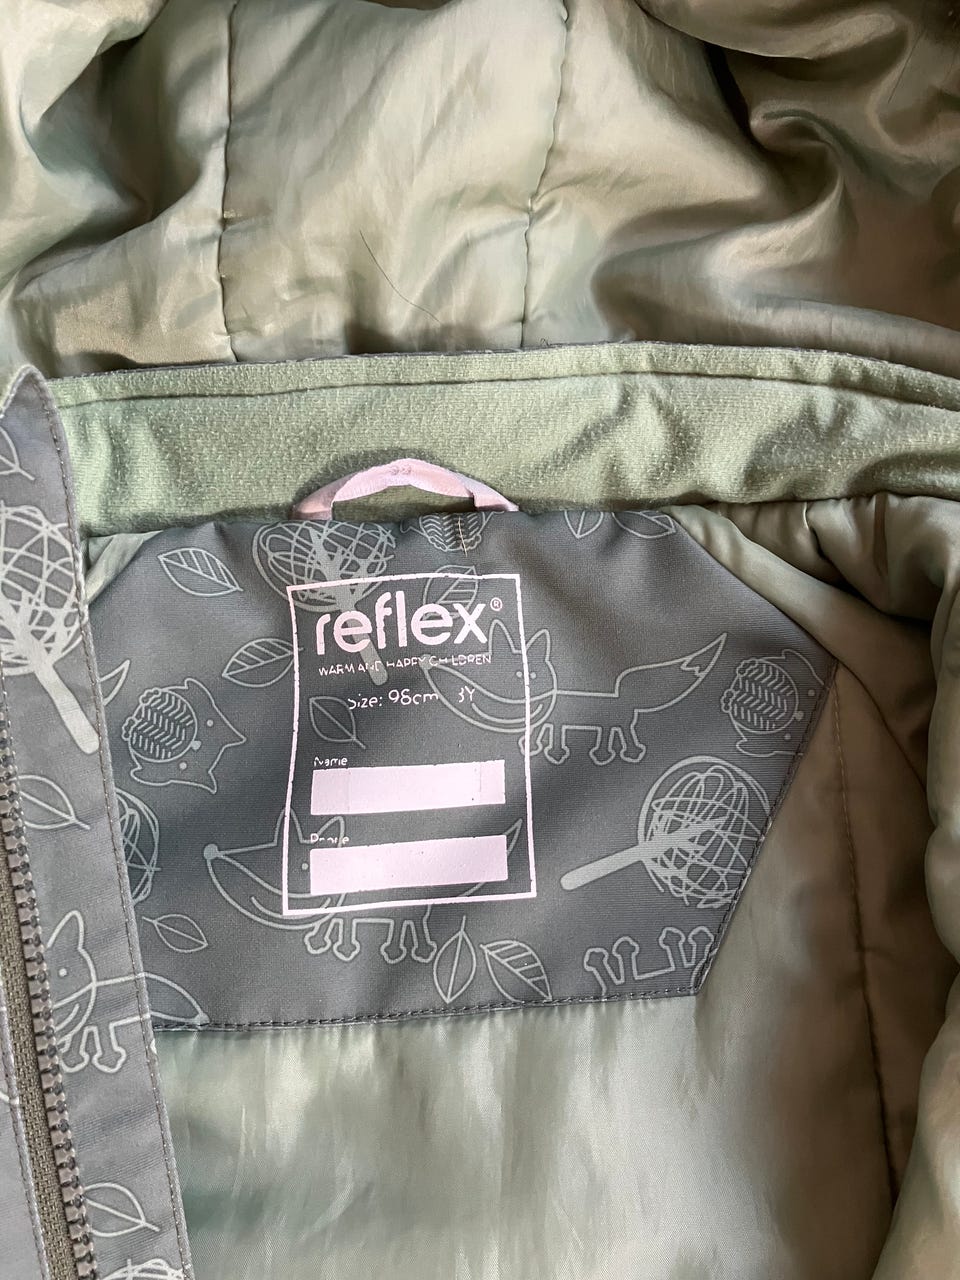 reflex®
WARM AND HAPPY CHILDREN
Size: 98cm 3Y
Name
Phone